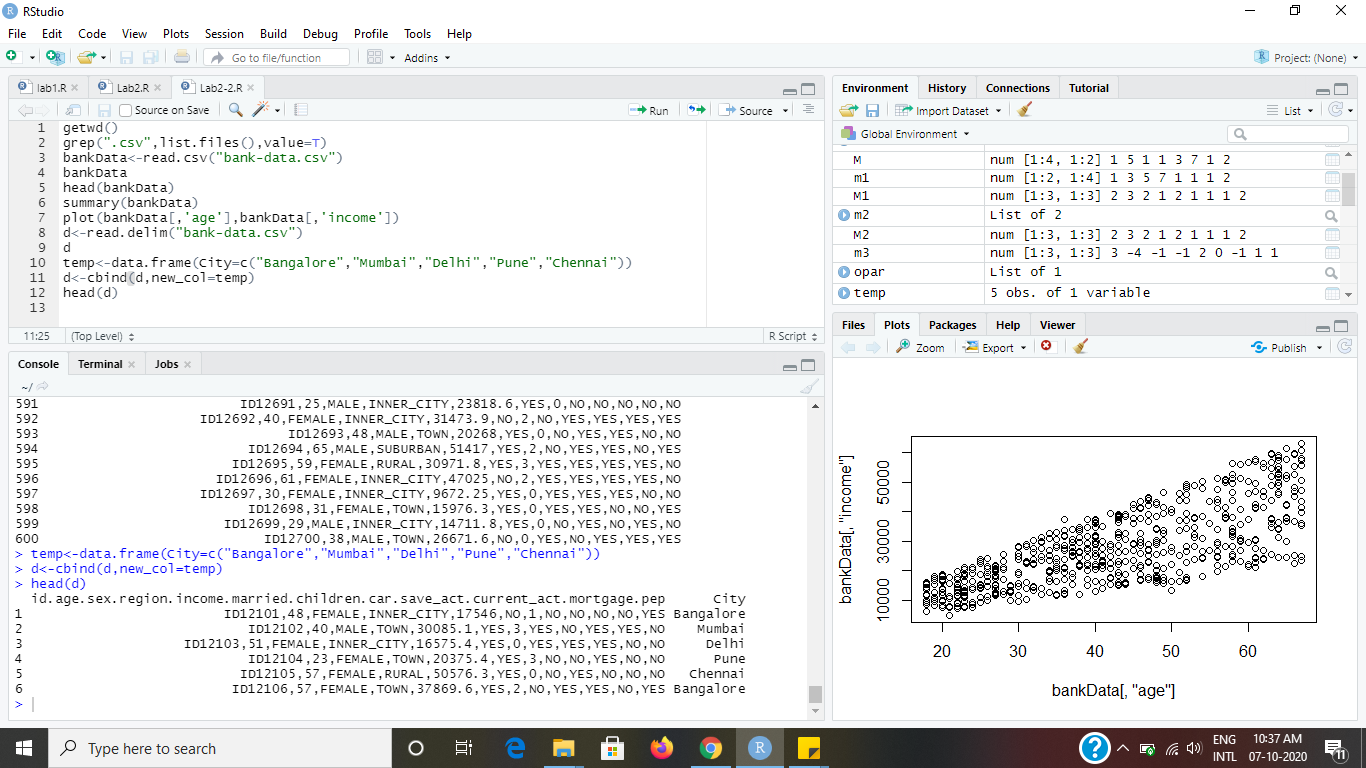 RStudio
File Edit Code View Plots Session Build Debug Profile Tools Help
Go to file/function Addins Project: (None)
lab1.R Lab2.R Lab2-2.R
Source on Save Run Source
1 getwd()
2 grep(".csv",list.files(),value=T)
3 bankData<-read.csv("bank-data.csv")
4 bankData
5 head(bankData)
6 summary(bankData)
7 plot(bankData[,'age'],bankData[,'income'])
8 d<-read.delim("bank-data.csv")
9 d
10 temp<-data.frame(City=c("Bangalore","Mumbai","Delhi","Pune","Chennai"))
11 d<-cbind(d,new_col=temp)
12 head(d)
13
11:25 (Top Level) R Script
Console Terminal Jobs
~/
591 ID12691,25,MALE,INNER_CITY,23818.6,YES,0,NO,NO,NO,NO,NO
592 ID12692,40,FEMALE,INNER_CITY,31473.9,NO,2,NO,YES,YES,YES,YES
593 ID12693,48,MALE,TOWN,20268,YES,0,NO,YES,YES,NO,NO
594 ID12694,65,MALE,SUBURBAN,51417,YES,2,NO,YES,YES,NO,YES
595 ID12695,59,FEMALE,RURAL,30971.8,YES,3,YES,YES,YES,YES,NO
596 ID12696,61,FEMALE,INNER_CITY,47025,NO,2,YES,YES,YES,YES,NO
597 ID12697,30,FEMALE,INNER_CITY,9672.25,YES,0,YES,YES,YES,NO,NO
598 ID12698,31,FEMALE,TOWN,15976.3,YES,0,YES,YES,NO,NO,YES
599 ID12699,29,MALE,INNER_CITY,14711.8,YES,0,NO,YES,NO,YES,NO
600 ID12700,38,MALE,TOWN,26671.6,NO,0,YES,NO,YES,YES,YES
> temp<-data.frame(City=c("Bangalore","Mumbai","Delhi","Pune","Chennai"))
> d<-cbind(d,new_col=temp)
> head(d)
id.age.sex.region.income.married.children.car.save_act.current_act.mortgage.pep City
1 ID12101,48,FEMALE,INNER_CITY,17546,NO,1,NO,NO,NO,NO,YES Bangalore
2 ID12102,40,MALE,TOWN,30085.1,YES,3,YES,NO,YES,YES,NO Mumbai
3 ID12103,51,FEMALE,INNER_CITY,16575.4,YES,0,YES,YES,YES,NO,NO Delhi
4 ID12104,23,FEMALE,TOWN,20375.4,YES,3,NO,NO,YES,NO,NO Pune
5 ID12105,57,FEMALE,RURAL,50576.3,YES,0,NO,YES,NO,NO,NO Chennai
6 ID12106,57,FEMALE,TOWN,37869.6,YES,2,NO,YES,YES,NO,YES Bangalore
>
Environment History Connections Tutorial
Import Dataset List
Global Environment
M num [1:4, 1:2] 1 5 1 1 3 7 1 2
m1 num [1:2, 1:4] 1 3 5 7 1 1 1 2
M1 num [1:3, 1:3] 2 3 2 1 2 1 1 1 2
m2 List of 2
M2 num [1:3, 1:3] 2 3 2 1 2 1 1 1 2
m3 num [1:3, 1:3] 3 -4 -1 -1 2 0 -1 1 1
opar List of 1
temp 5 obs. of 1 variable
Files Plots Packages Help Viewer
Zoom Export Publish
bankData[, "income"]
10000 30000 50000
20 30 40 50 60
bankData[, "age"]
Type here to search
ENG
INTL
10:37 AM
07-10-2020
11